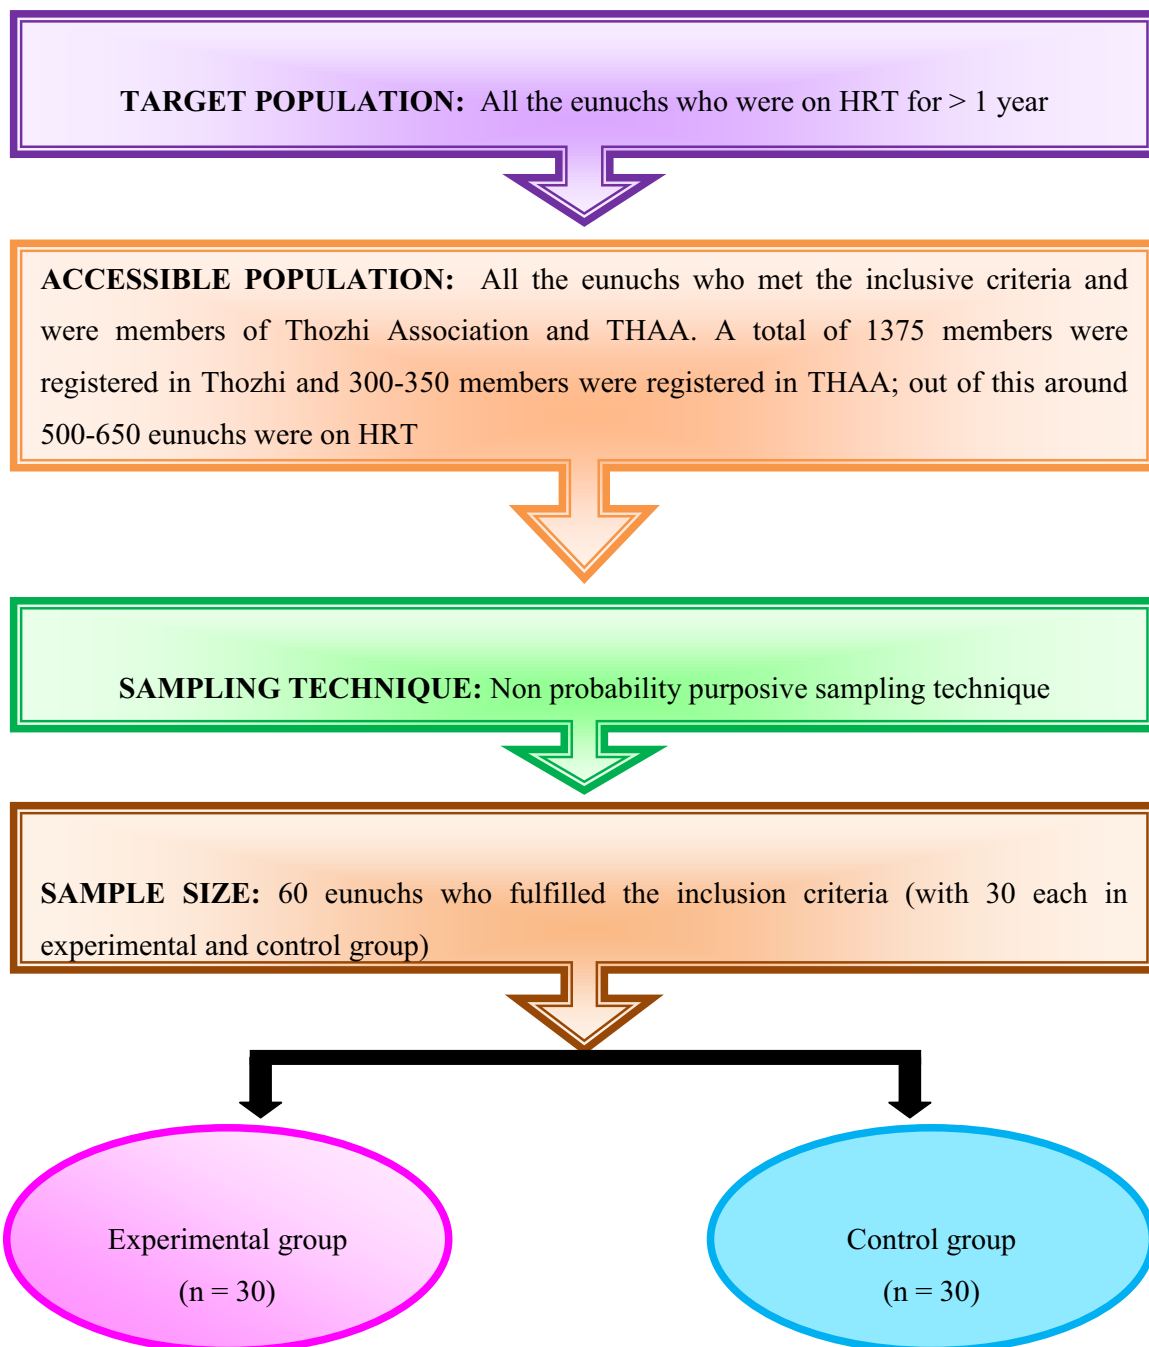 TARGET POPULATION: All the eunuchs who were on HRT for > 1 year
ACCESSIBLE POPULATION: All the eunuchs who met the inclusive criteria and
were members of Thozhi Association and THAA. A total of 1375 members were
registered in Thozhi and 300-350 members were registered in THAA; out of this around
500-650 eunuchs were on HRT
SAMPLING TECHNIQUE: Non probability purposive sampling technique
SAMPLE SIZE: 60 eunuchs who fulfilled the inclusion criteria (with 30 each in
experimental and control group)
Experimental group
(n = 30)
Control group
(n = 30)